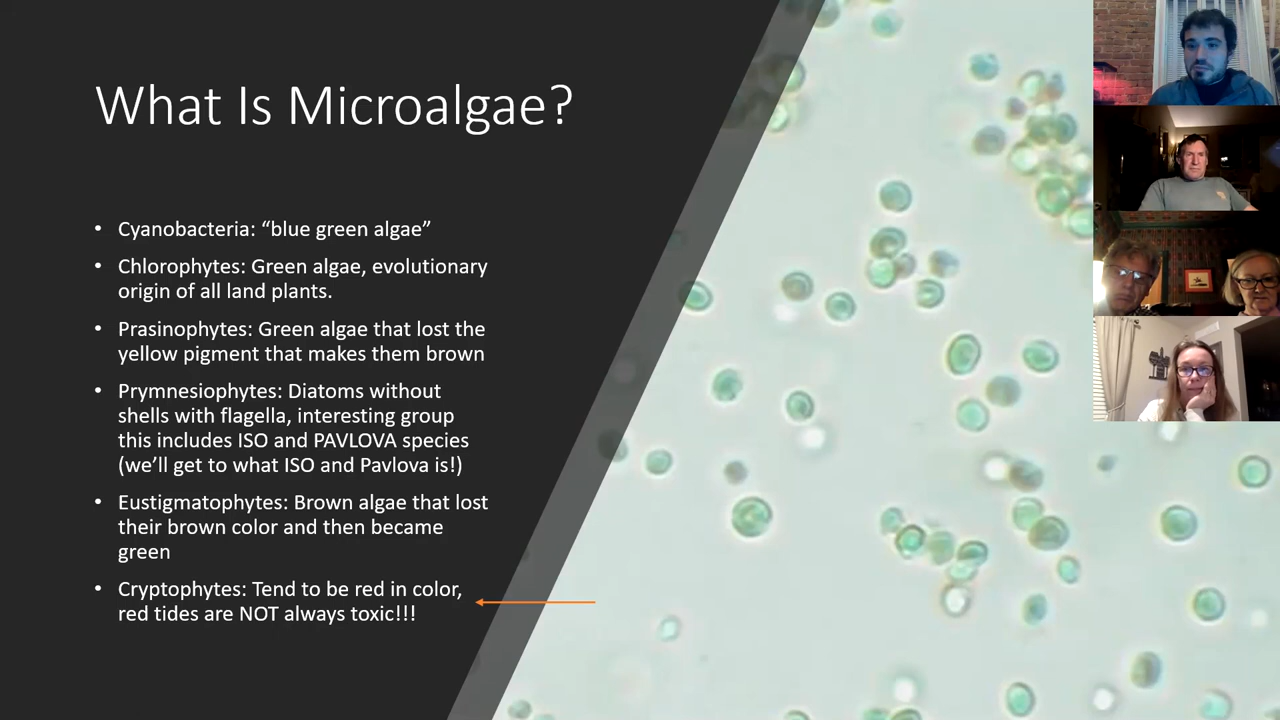 What Is Microalgae?
• Cyanobacteria: “blue green algae”
• Chlorophytes: Green algae, evolutionary
origin of all land plants.
• Prasinophytes: Green algae that lost the
yellow pigment that makes them brown
• Prymnesiophytes: Diatoms without
shells with flagella, interesting group
this includes ISO and PAVLOVA species
(we’ll get to what ISO and Pavlova is!)
• Eustigmatophytes: Brown algae that lost
their brown color and then became
green
• Cryptophytes: Tend to be red in color,
red tides are NOT always toxic!!!